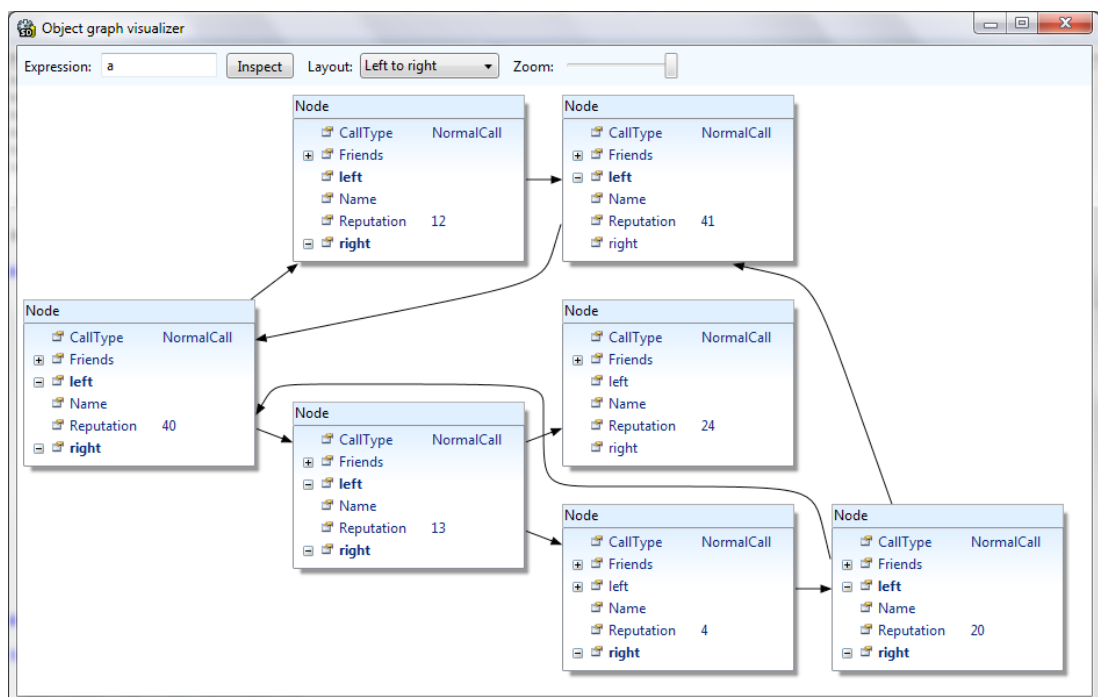 Object graph visualizer
Expression: a Inspect Layout: Left to right Zoom:
Node
CallType NormalCall
Friends
left
Name
Reputation 12
right
Node
CallType NormalCall
Friends
left
Name
Reputation 41
right
Node
CallType NormalCall
Friends
left
Name
Reputation 40
right
Node
CallType NormalCall
Friends
left
Name
Reputation 24
right
Node
CallType NormalCall
Friends
left
Name
Reputation 13
right
Node
CallType NormalCall
Friends
left
Name
Reputation 4
right
Node
CallType NormalCall
Friends
left
Name
Reputation 20
right